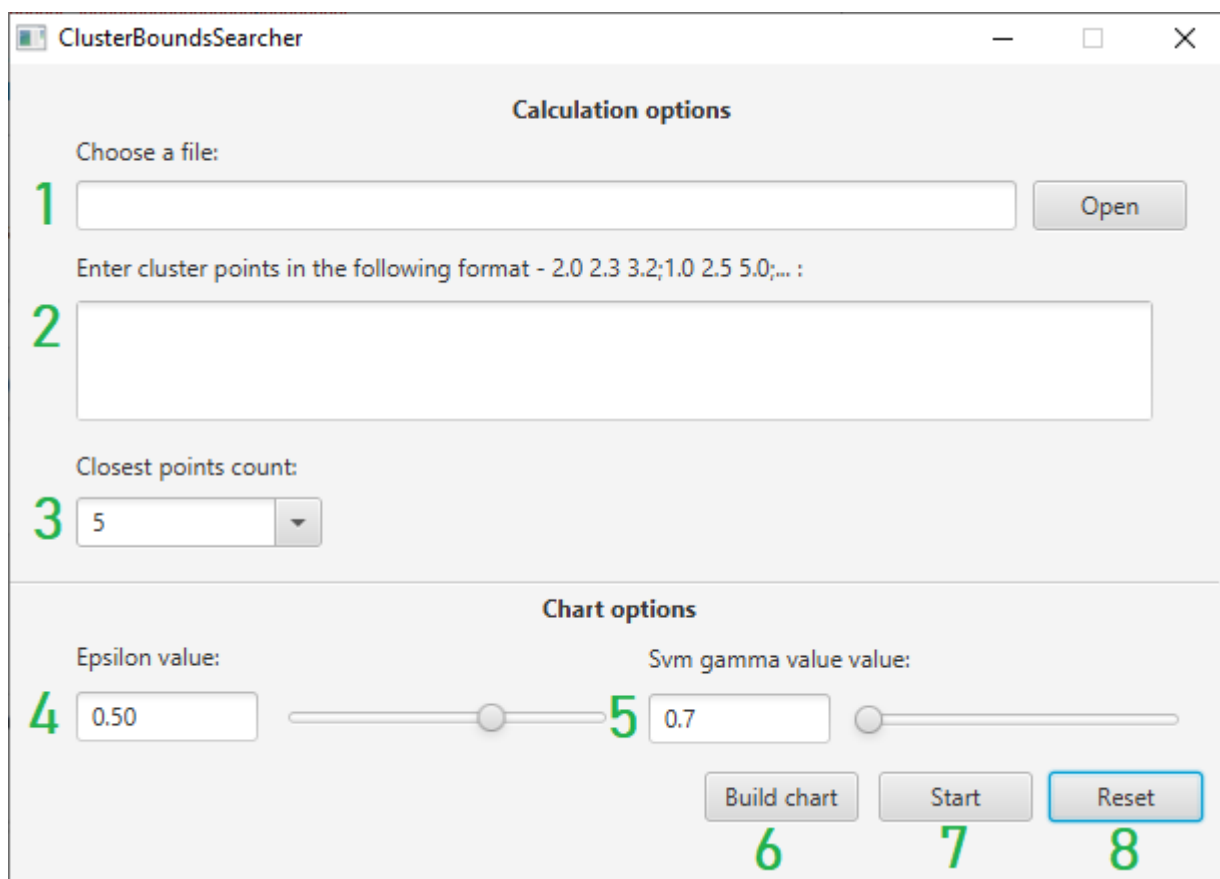 ClusterBoundsSearcher
Calculation options
Choose a file:
1 Open
Enter cluster points in the following format - 2.0 2.3 3.2;1.0 2.5 5.0;... :
2
Closest points count:
3 5
Chart options
Epsilon value: Svm gamma value value:
4 0.50 5 0.7
Build chart Start Reset
6 7 8